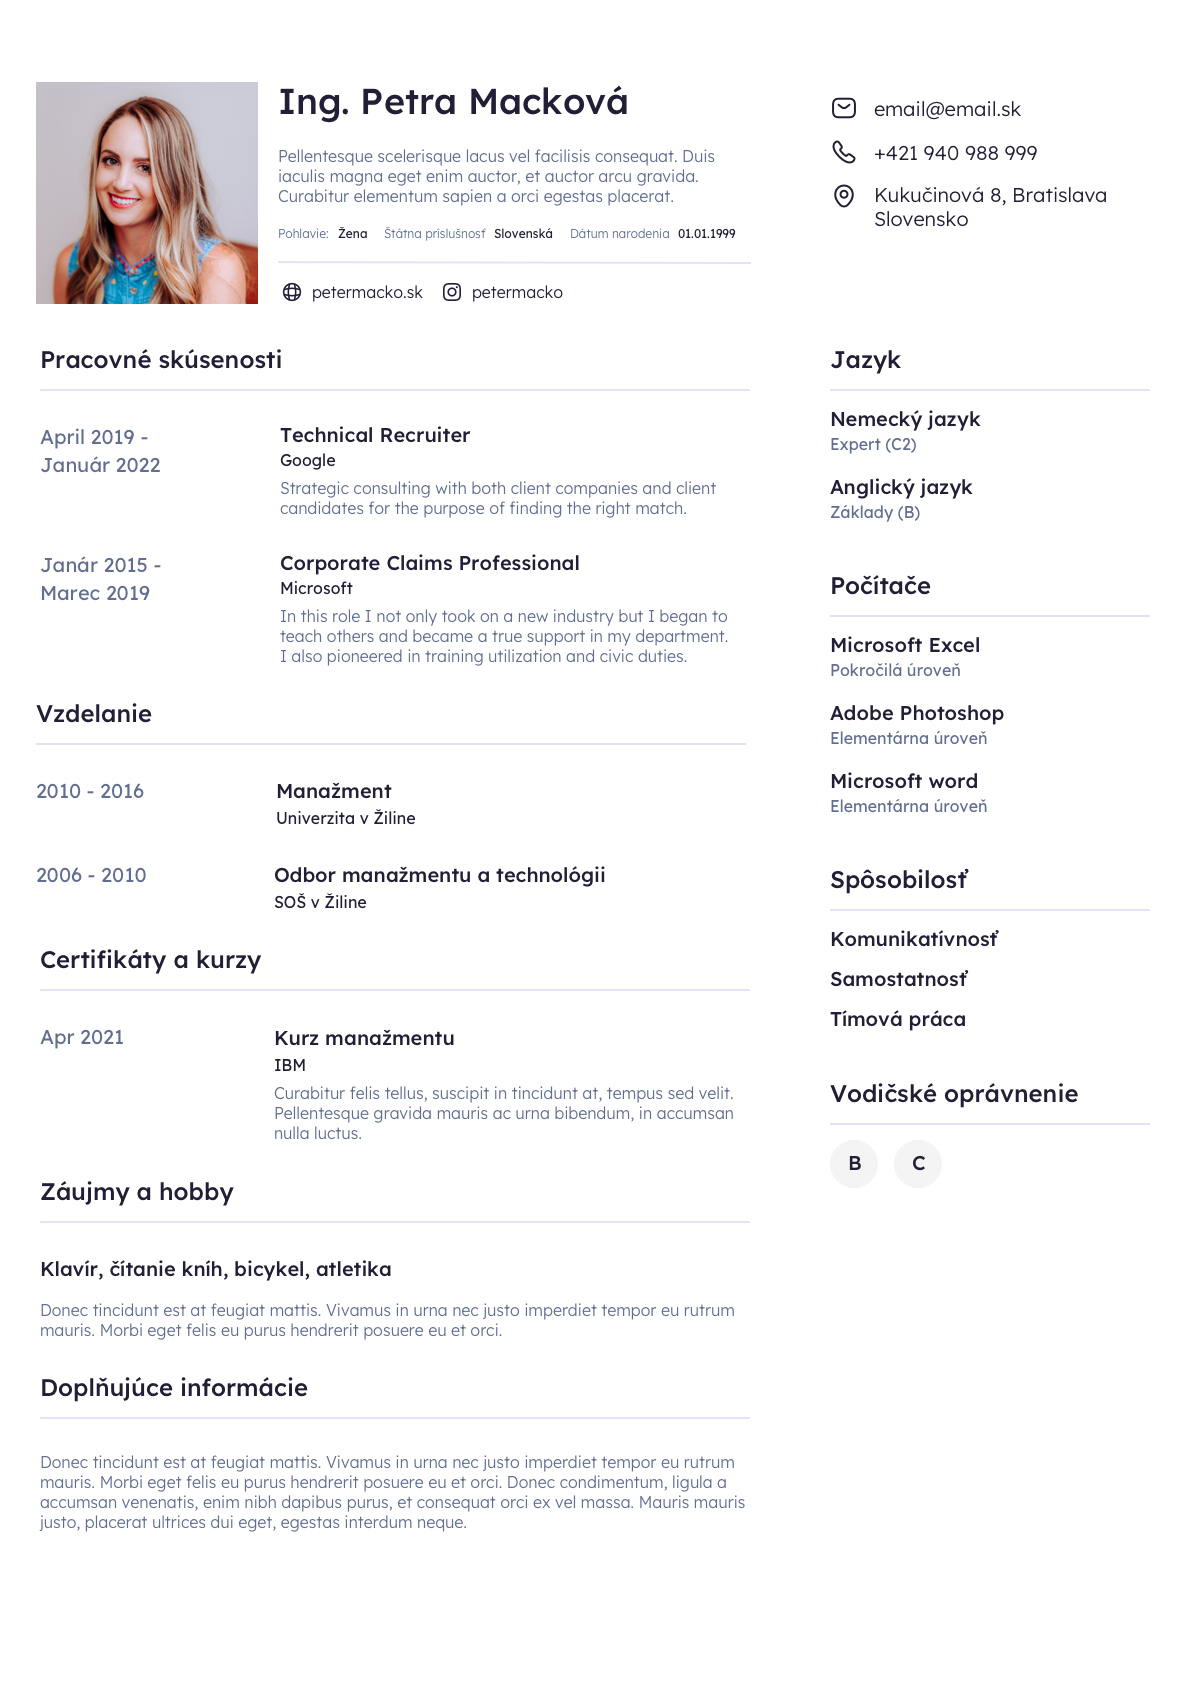 Ing. Petra Macková
Pellentesque scelerisque lacus vel facilisis consequat. Duis
iaculis magna eget enim auctor, et auctor arcu gravida.
Curabitur elementum sapien a orci egestas placerat.
Pohlavie: Žena Štátna príslušnosť Slovenská Dátum narodenia 01.01.1999
petermacko.sk petermacko
email@email.sk
+421 940 988 999
Kukučinová 8, Bratislava
Slovensko
Pracovné skúsenosti
April 2019 -
Január 2022
Technical Recruiter
Google
Strategic consulting with both client companies and client
candidates for the purpose of finding the right match.
Janár 2015 -
Marec 2019
Corporate Claims Professional
Microsoft
In this role I not only took on a new industry but I began to
teach others and became a true support in my department.
I also pioneered in training utilization and civic duties.
Vzdelanie
2010 - 2016
Manažment
Univerzita v Žiline
2006 - 2010
Odbor manažmentu a technológii
SOŠ v Žiline
Certifikáty a kurzy
Apr 2021
Kurz manažmentu
IBM
Curabitur felis tellus, suscipit in tincidunt at, tempus sed velit.
Pellentesque gravida mauris ac urna bibendum, in accumsan
nulla luctus.
Záujmy a hobby
Klavír, čítanie kníh, bicykel, atletika
Donec tincidunt est at feugiat mattis. Vivamus in urna nec justo imperdiet tempor eu rutrum
mauris. Morbi eget felis eu purus hendrerit posuere eu et orci.
Doplňujúce informácie
Donec tincidunt est at feugiat mattis. Vivamus in urna nec justo imperdiet tempor eu rutrum
mauris. Morbi eget felis eu purus hendrerit posuere eu et orci. Donec condimentum, ligula a
accumsan venenatis, enim nibh dapibus purus, et consequat orci ex vel massa. Mauris mauris
justo, placerat ultrices dui eget, egestas interdum neque.
Jazyk
Nemecký jazyk
Expert (C2)
Anglický jazyk
Základy (B)
Počítače
Microsoft Excel
Pokročilá úroveň
Adobe Photoshop
Elementárna úroveň
Microsoft word
Elementárna úroveň
Spôsobilosť
Komunikatívnosť
Samostatnosť
Tímová práca
Vodičské oprávnenie
B C